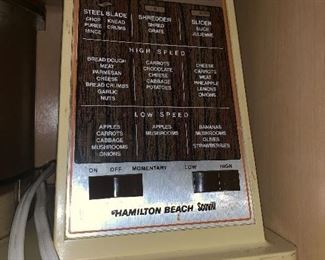 STEEL BLADE SHREDDER SLICER
CHOP KNEAD SHRED SLICE
PUREE CRUMB GRATE JULIENNE
MINCE
HIGH SPEED
BREAD DOUGH CARROTS CHEESE
MEAT CHOCOLATE CARROTS
PARMESAN CHEESE MEAT
CHEESE CABBAGE PINEAPPLE
BREAD CRUMBS POTATOES LEMONS
GARLIC ONIONS
NUTS
LOW SPEED
APPLES APPLES BANANAS
CARROTS MUSHROOMS MUSHROOMS
CABBAGE OLIVES
MUSHROOMS STRAWBERRIES
ONIONS
ON OFF MOMENTARY LOW HIGH
HAMILTON BEACH Scovill